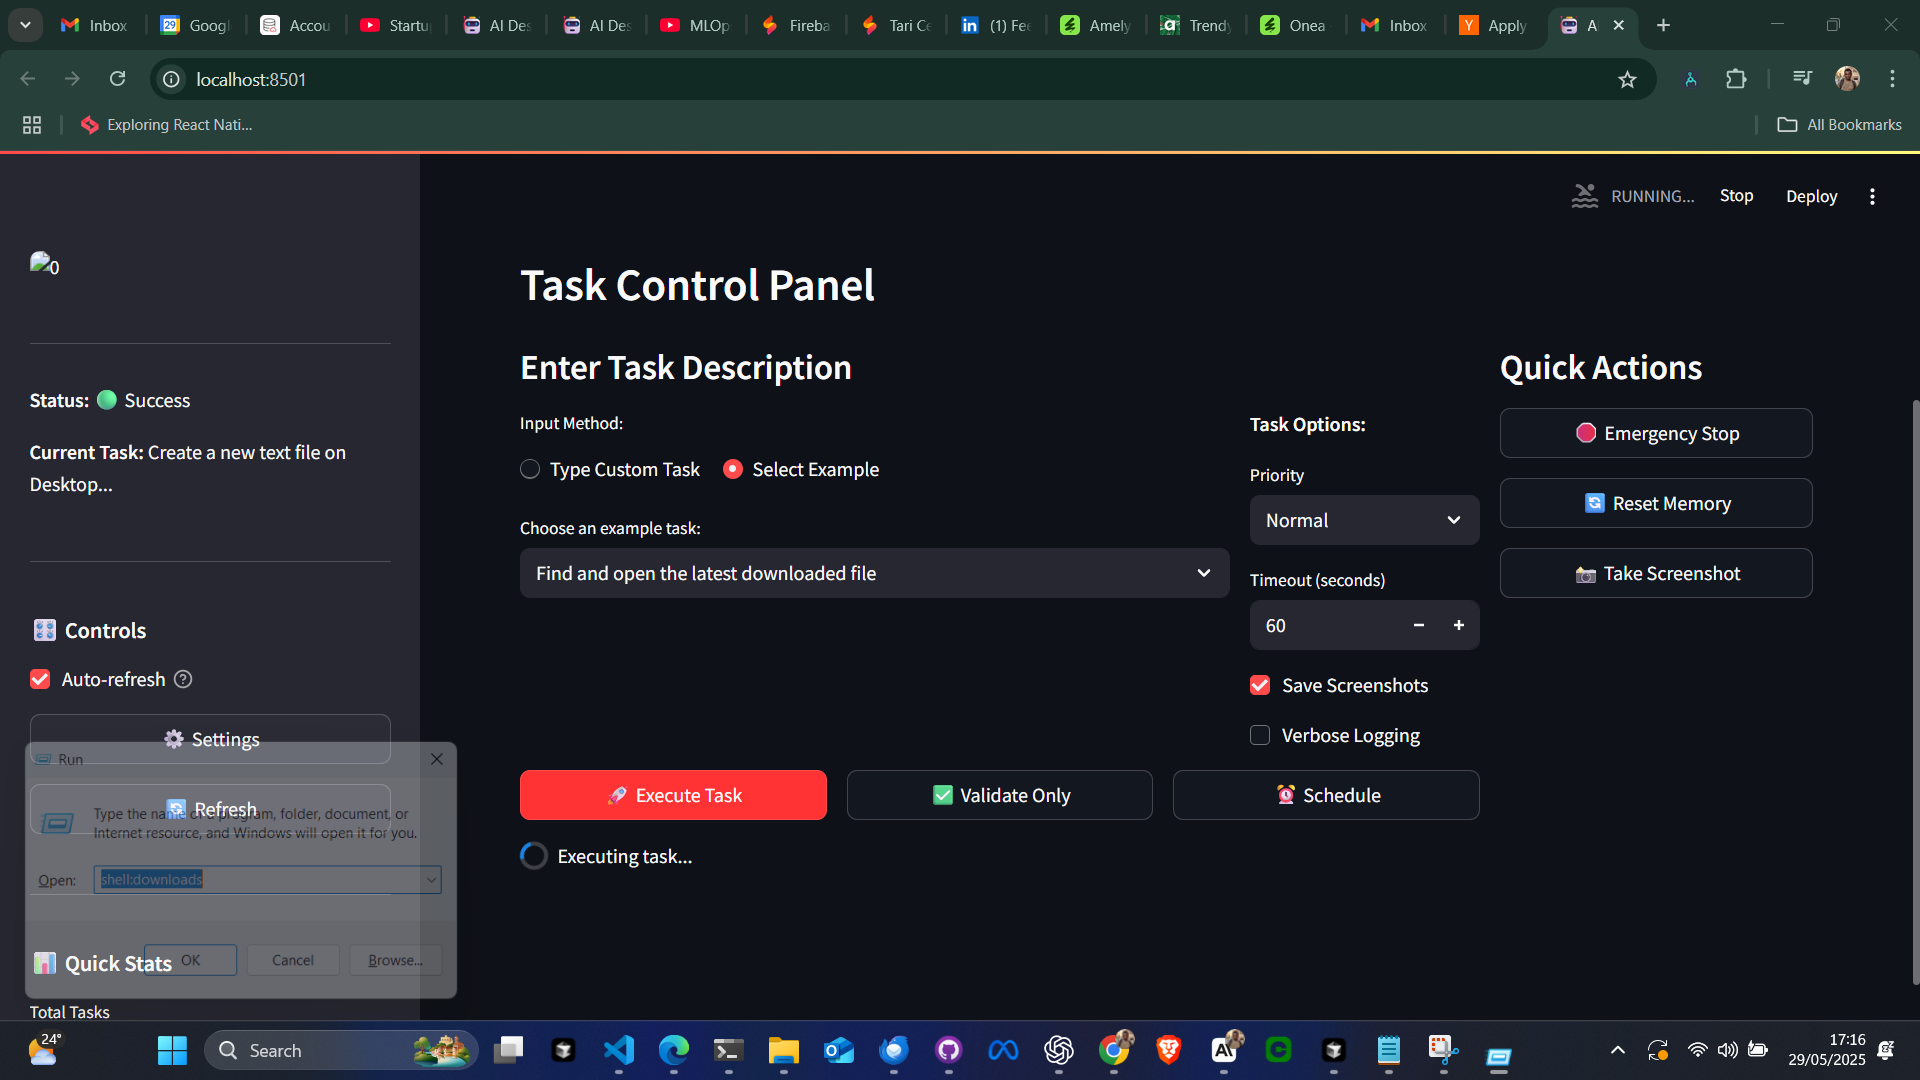 Inbox
Googl
Accou
Startu
AI Des
AI Des
MLOp
Fireba
Tari Ce
(1) Fee
Amely
Trendy
Onea
Inbox
Apply
A
localhost:8501
Exploring React Nati...
All Bookmarks
RUNNING...
Stop
Deploy
0
Status: Success
Current Task: Create a new text file on
Desktop...
Controls
Auto-refresh
Settings
Refresh
Quick Stats
Total Tasks
Task Control Panel
Enter Task Description
Input Method:
Type Custom Task
Select Example
Choose an example task:
Find and open the latest downloaded file
Task Options:
Priority
Normal
Timeout (seconds)
60
Save Screenshots
Verbose Logging
Execute Task
Validate Only
Schedule
Executing task...
Quick Actions
Emergency Stop
Reset Memory
Take Screenshot
Run
Type the name of a program, folder, document, or
Internet resource, and Windows will open it for you.
Open:
shell:downloads
OK
Cancel
Browse...
24°
Search
17:16
29/05/2025